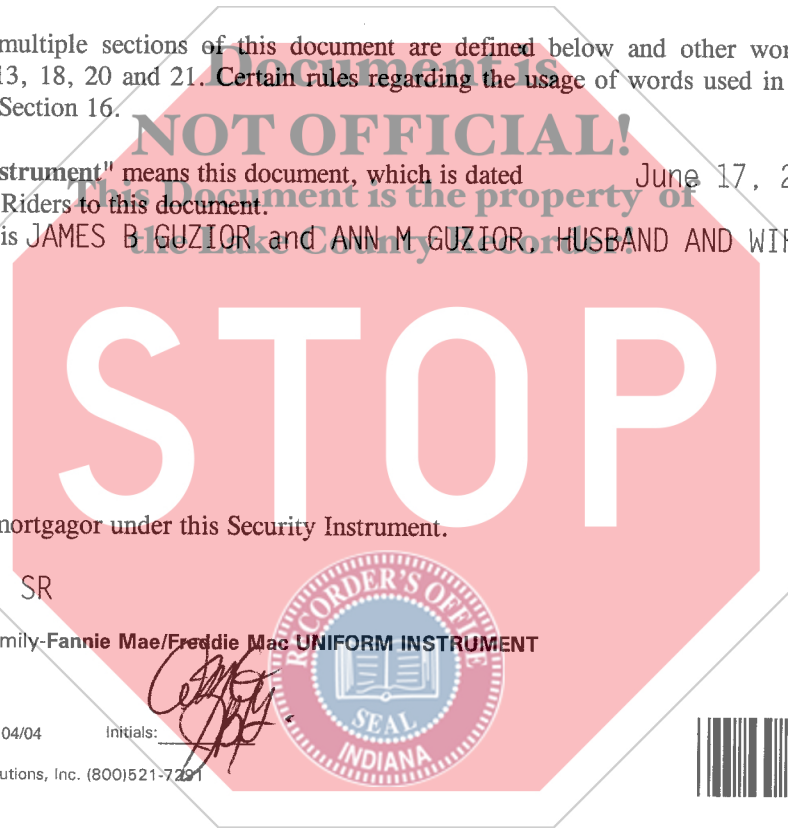 multiple sections of this document are defined below and other wor
Document is
13, 18, 20 and 21. Certain rules regarding the usage of words used in
Section 16.
NOT OFFICIAL!
strument" means this document, which is dated June 17, 2
This Document is the property of
Riders to this document.
is JAMES B GUZIOR and ANN M GUZIOR, HUSBAND AND WIF
the Lake County Recorder!
STOP
mortgagor under this Security Instrument.
SR
RECORDER'S OFFICE
mily-Fannie Mae/Freddie Mac UNIFORM INSTRUMENT
SEAL
04/04 Initials:
INDIANA
utions, Inc. (800)521-7291